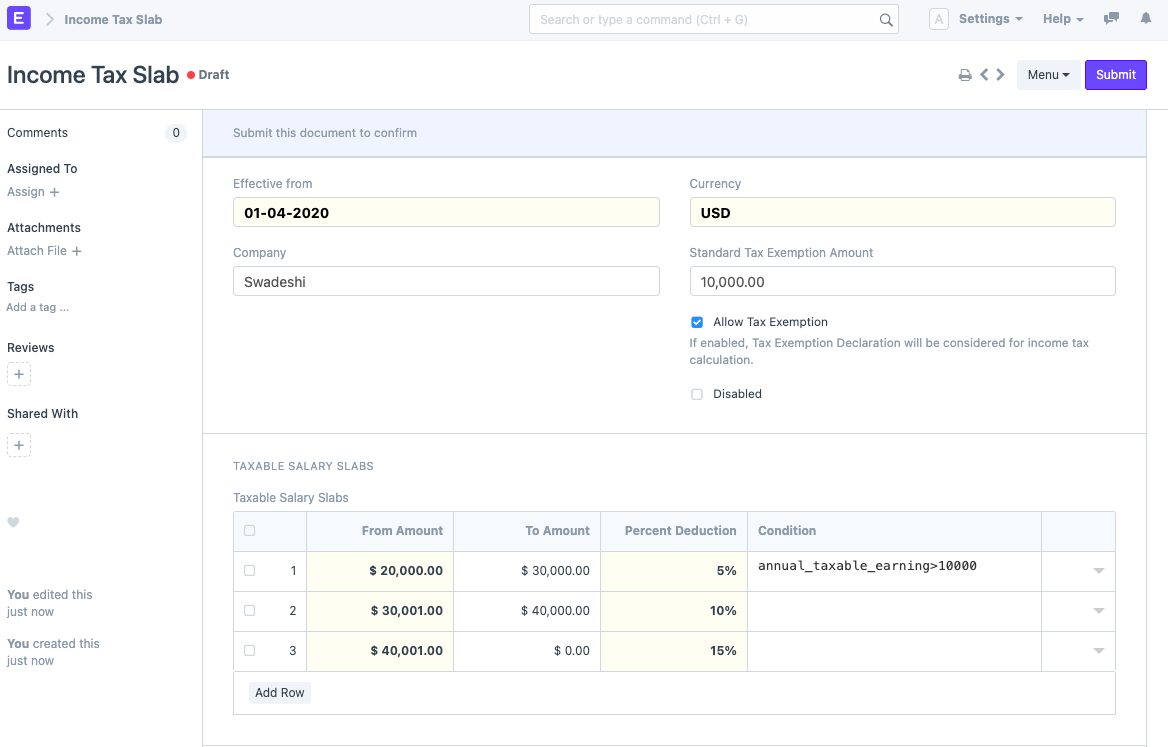 E Income Tax Slab Search or type a command (Ctrl + G) A Settings Help
Income Tax Slab Draft Menu Submit
Comments 0
Assigned To
Assign +
Attachments
Attach File +
Tags
Add a tag ...
Reviews
+
Shared With
+
You edited this
just now
You created this
just now
Submit this document to confirm
Effective from
01-04-2020
Company
Swadeshi
Currency
USD
Standard Tax Exemption Amount
10,000.00
Allow Tax Exemption
If enabled, Tax Exemption Declaration will be considered for income tax
calculation.
Disabled
TAXABLE SALARY SLABS
Taxable Salary Slabs
From Amount To Amount Percent Deduction Condition
1 $ 20,000.00 $ 30,000.00 5% annual_taxable_earning>10000
2 $ 30,001.00 $ 40,000.00 10%
3 $ 40,001.00 $ 0.00 15%
Add Row